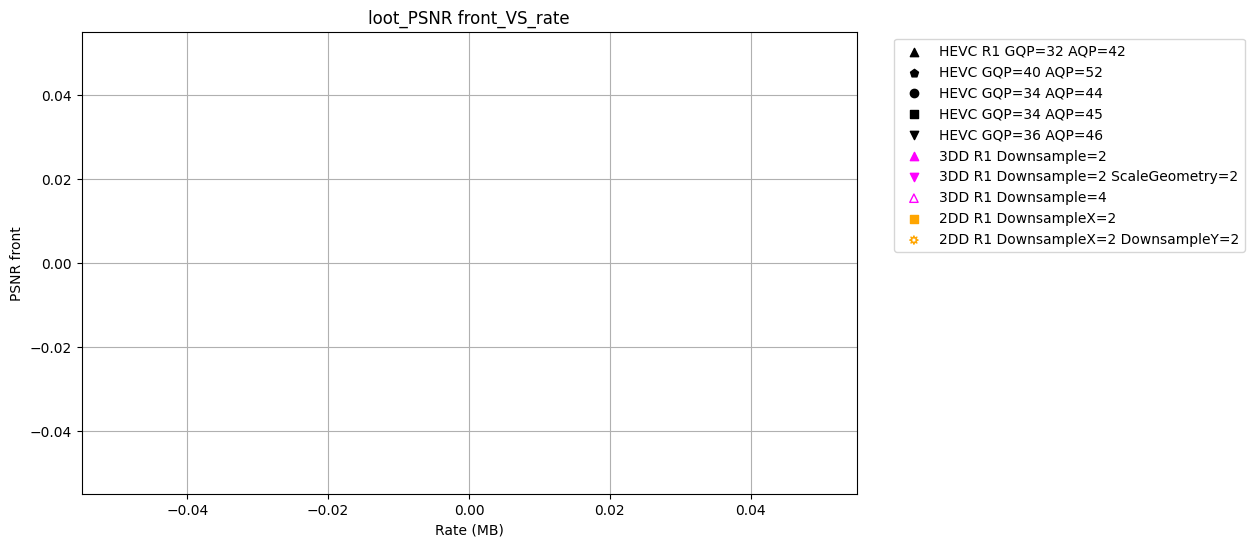 loot_PSNR front_VS_rate
HEVC R1 GQP=32 AQP=42
HEVC GQP=40 AQP=52
HEVC GQP=34 AQP=44
HEVC GQP=34 AQP=45
HEVC GQP=36 AQP=46
3DD R1 Downsample=2
3DD R1 Downsample=2 ScaleGeometry=2
3DD R1 Downsample=4
2DD R1 DownsampleX=2
2DD R1 DownsampleX=2 DownsampleY=2
PSNR front
0.04
0.02
0.00
−0.02
−0.04
−0.04 −0.02 0.00 0.02 0.04
Rate (MB)